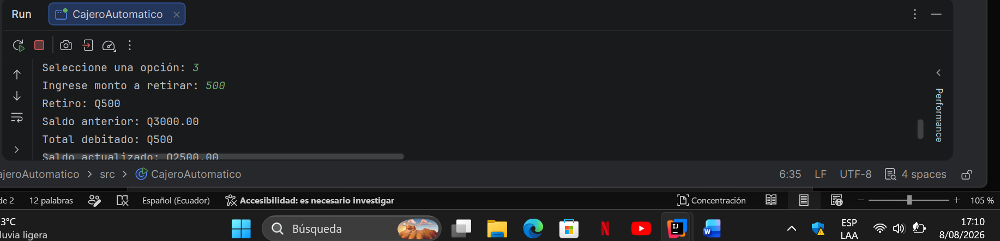 Run CajeroAutomatico
Seleccione una opción: 3
Ingrese monto a retirar: 500
Retiro: Q500
Saldo anterior: Q3000.00
Total debitado: Q500
Saldo actualizado: Q2500.00
Performance
ajeroAutomatico > src > CajeroAutomatico 6:35 LF UTF-8 4 spaces
de 2 12 palabras Español (Ecuador) Accesibilidad: es necesario investigar Concentración 105 %
3°C
luvia ligera
Búsqueda
ESP
LAA
17:10
8/08/2026